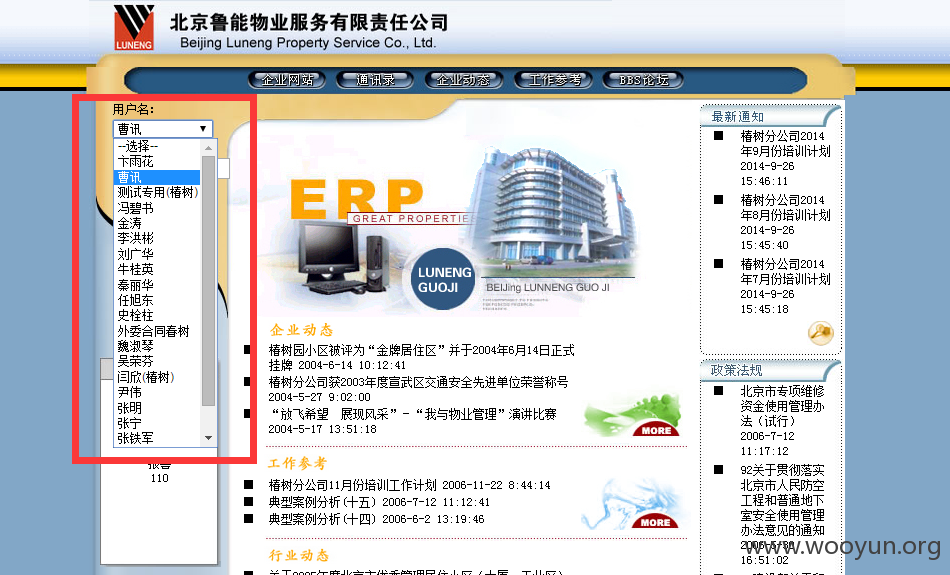 LUNENG
北京鲁能物业服务有限责任公司
Beijing Luneng Property Service Co., Ltd.
企业网站
通讯录
企业动态
工作参考
BBS论坛
用户名:
曹讯
--选择--
卞雨花
曹讯
测试专用(椿树)
冯碧书
金涛
李洪彬
刘广华
牛桂英
秦丽华
任旭东
史栓柱
外委合同春树
魏淑琴
吴荣芬
闫欣(椿树)
尹伟
张明
张宁
张铁军
110
ERP
GREAT PROPERTIES
LUNENG
GUOJI
BEIJing LUNNENG GUO JI
企业动态
椿树园小区被评为“金牌居住区”并于2004年6月14日正式
挂牌 2004-6-14 10:12:41
椿树分公司获2003年度宣武区交通安全先进单位荣誉称号
2004-5-27 9:02:00
“放飞希望 展现风采”-“我与物业管理”演讲比赛
2004-5-17 13:51:18
MORE
工作参考
椿树分公司11月份培训工作计划 2006-11-22 8:44:14
典型案例分析(十五) 2006-7-12 11:12:41
典型案例分析(十四) 2006-6-2 13:19:46
MORE
行业动态
最新通知
椿树分公司2014
年9月份培训计划
2014-9-26
15:46:11
椿树分公司2014
年8月份培训计划
2014-9-26
15:45:40
椿树分公司2014
年7月份培训计划
2014-9-26
15:45:18
政策法规
北京市专项维修
资金使用管理办
法（试行）
2006-7-12
11:17:12
92关于贯彻落实
北京市人民防空
工程和普通地下
室安全使用管理
办法意见的通知
16:51:02
www.wooyun.org